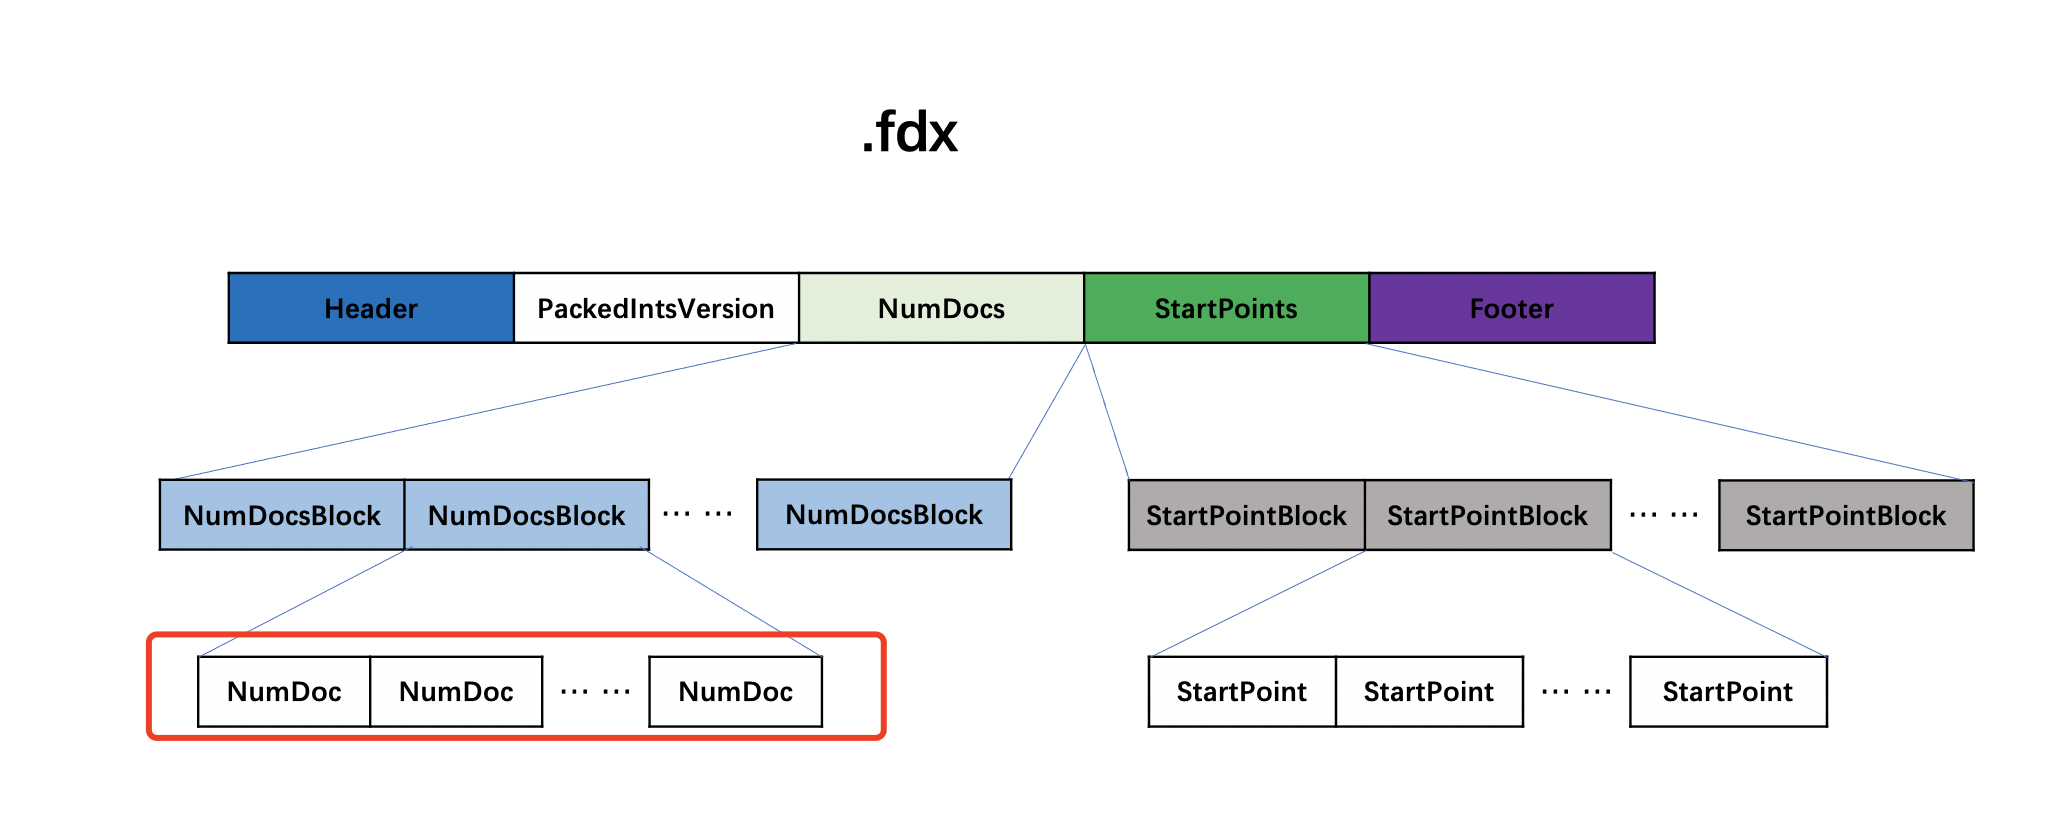 .fdx
Header PackedIntsVersion NumDocs StartPoints Footer
NumDocsBlock NumDocsBlock … … NumDocsBlock StartPointBlock StartPointBlock … … StartPointBlock
NumDoc NumDoc … … NumDoc StartPoint StartPoint … … StartPoint